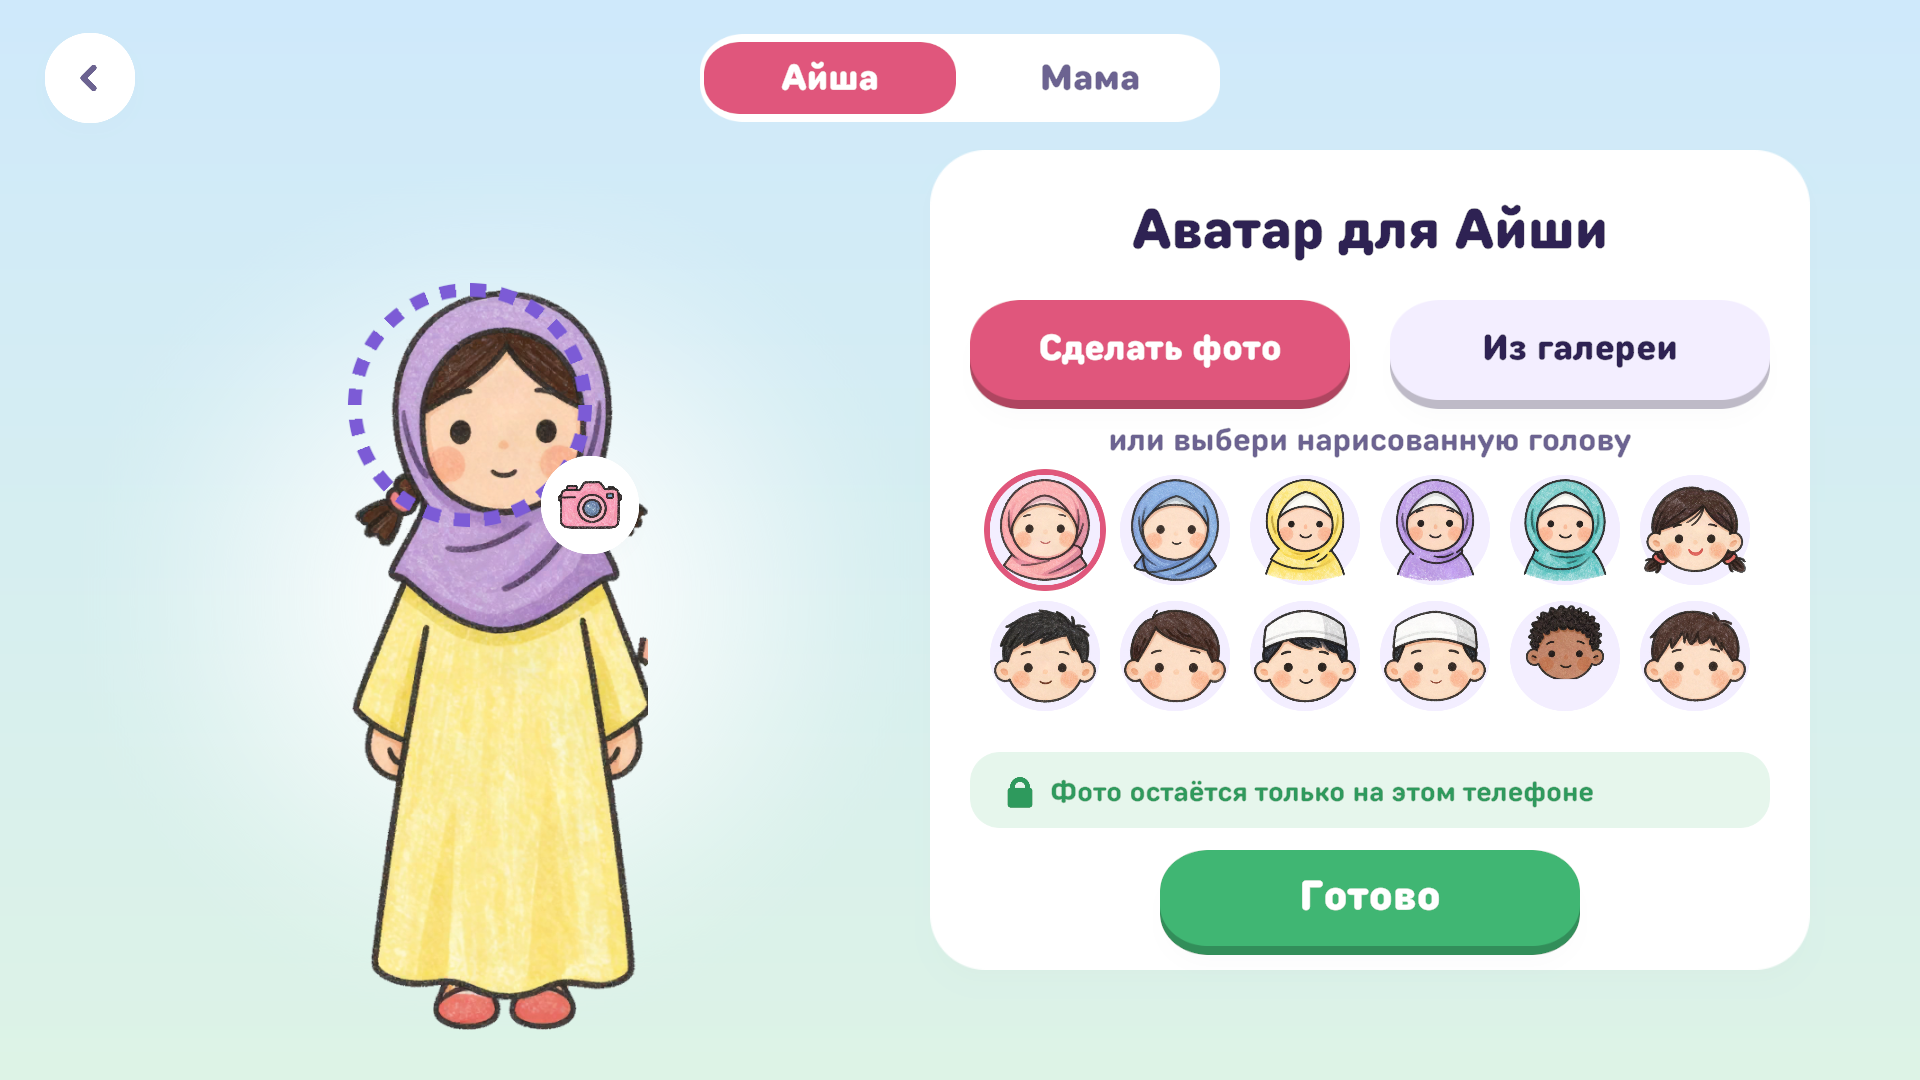 Айша
Мама
Аватар для Айши
Сделать фото
Из галереи
или выбери нарисованную голову
Фото остаётся только на этом телефоне
Готово